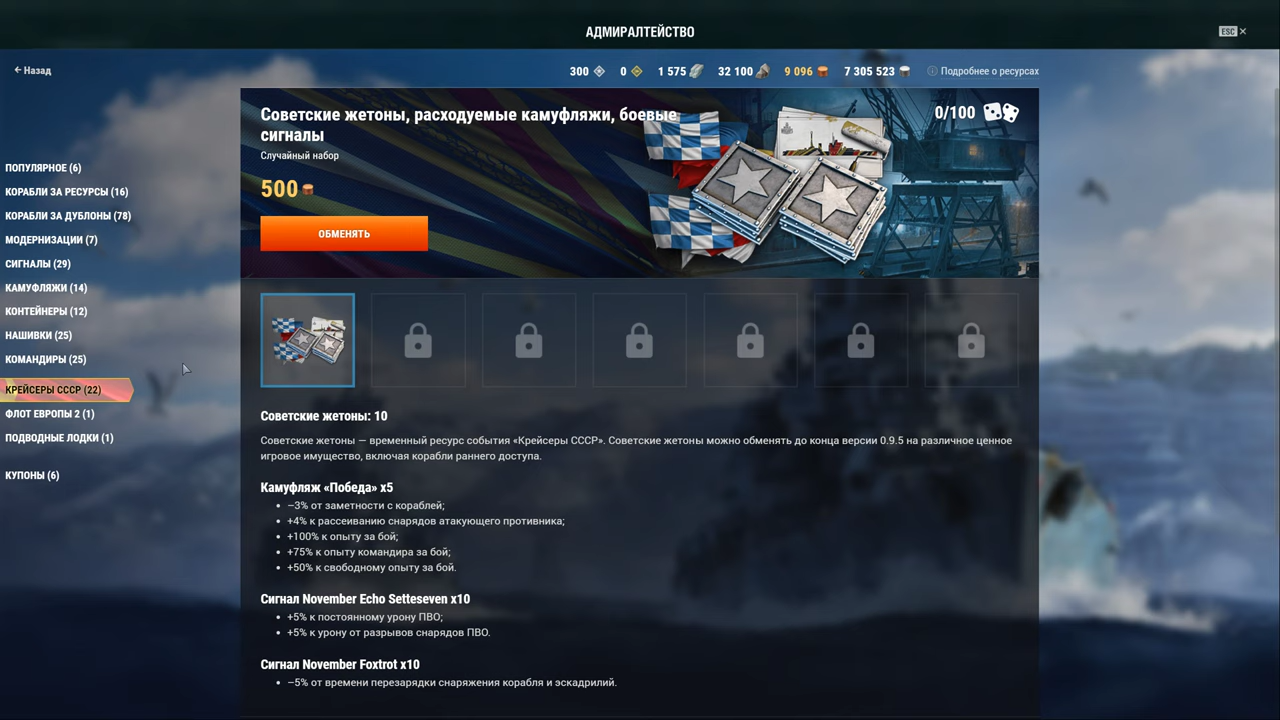 АДМИРАЛТЕЙСТВО
ESC ×
← Назад
300 0 1 575 32 100 9 096 7 305 523 Подробнее о ресурсах
Советские жетоны, расходуемые камуфляжи, боевые
сигналы
0/100
Случайный набор
500
ОБМЕНЯТЬ
ПОПУЛЯРНОЕ (6)
КОРАБЛИ ЗА РЕСУРСЫ (16)
КОРАБЛИ ЗА ДУБЛОНЫ (78)
МОДЕРНИЗАЦИИ (7)
СИГНАЛЫ (29)
КАМУФЛЯЖИ (14)
КОНТЕЙНЕРЫ (12)
НАШИВКИ (25)
КОМАНДИРЫ (25)
КРЕЙСЕРЫ СССР (22)
ФЛОТ ЕВРОПЫ 2 (1)
ПОДВОДНЫЕ ЛОДКИ (1)
КУПОНЫ (6)
Советские жетоны: 10
Советские жетоны — временный ресурс события «Крейсеры СССР». Советские жетоны можно обменять до конца версии 0.9.5 на различное ценное
игровое имущество, включая корабли раннего доступа.
Камуфляж «Победа» x5
• −3% от заметности с кораблей;
• +4% к рассеиванию снарядов атакующего противника;
• +100% к опыту за бой;
• +75% к опыту командира за бой;
• +50% к свободному опыту за бой.
Сигнал November Echo Setteseven x10
• +5% к постоянному урону ПВО;
• +5% к урону от разрывов снарядов ПВО.
Сигнал November Foxtrot x10
• −5% от времени перезарядки снаряжения корабля и эскадрилий.